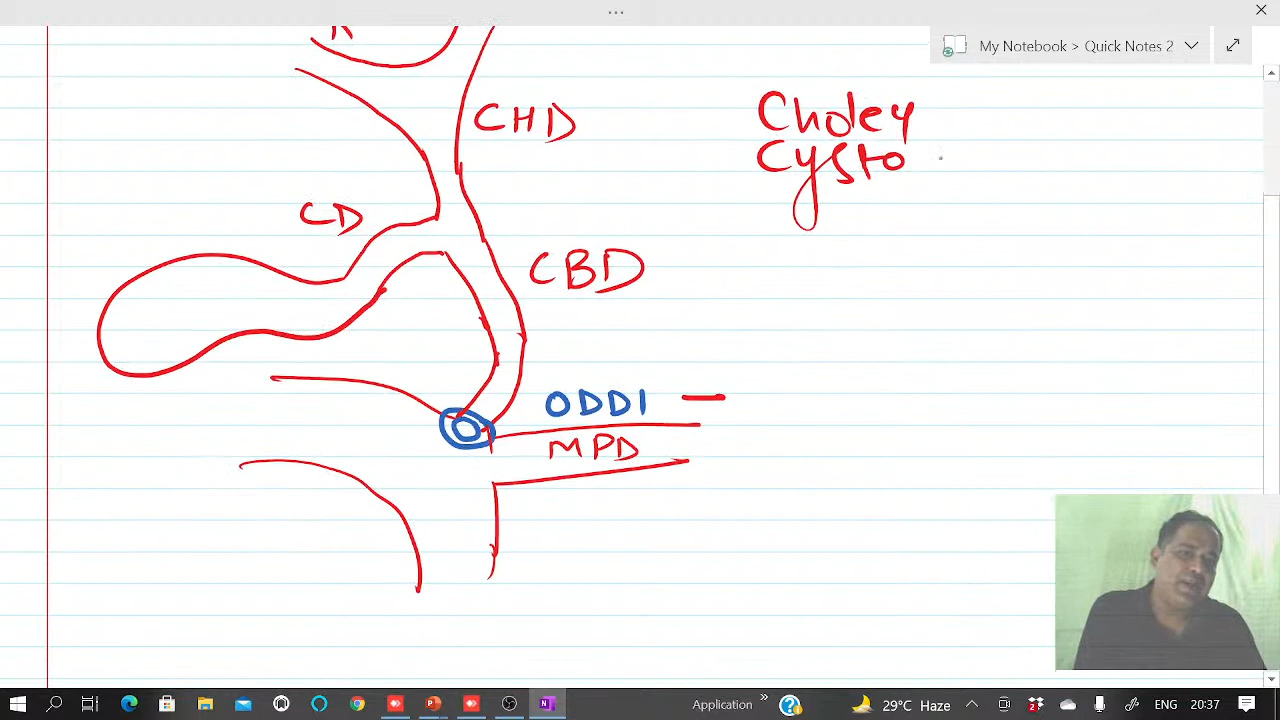 My Notebook > Quick Notes 2
CHD
Choley
Cysto
CD
CBD
ODDI —
MPD
Application
29°C Haze
ENG
20:37